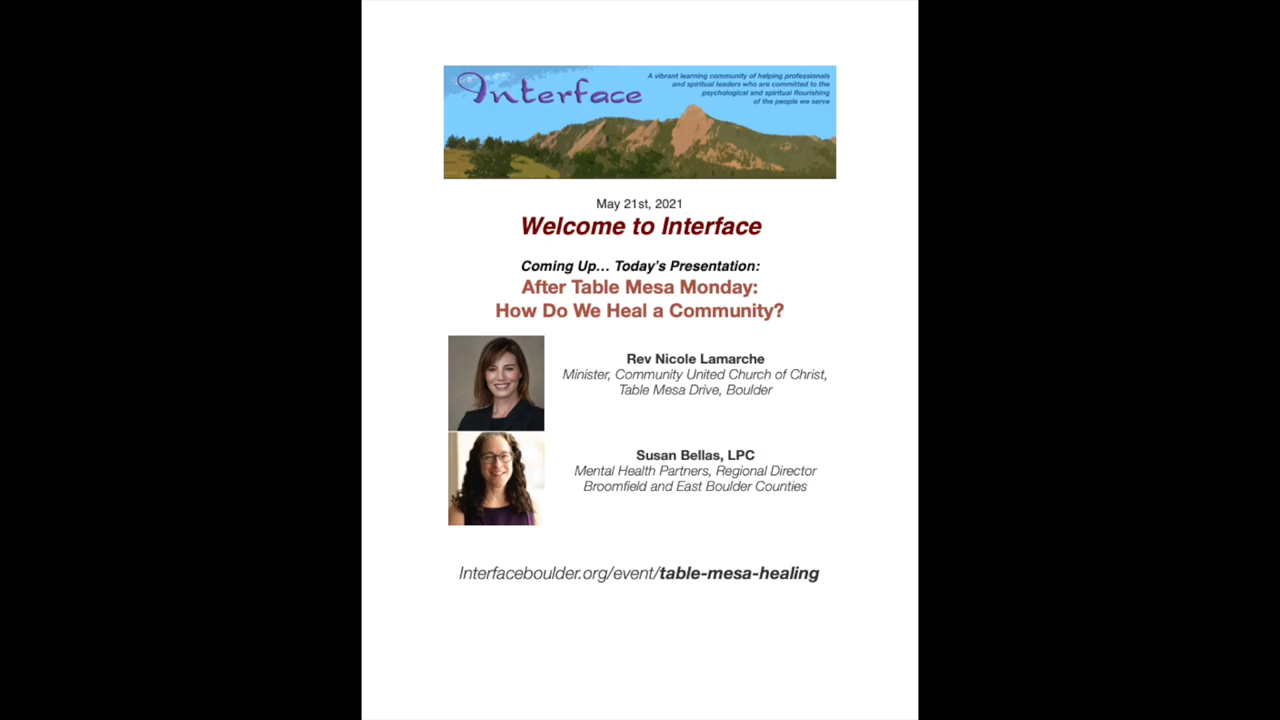 Interface
A vibrant learning community of helping professionals
and spiritual leaders who are committed to the
psychological and spiritual flourishing
of the people we serve
May 21st, 2021
Welcome to Interface
Coming Up... Today's Presentation:
After Table Mesa Monday:
How Do We Heal a Community?
Rev Nicole Lamarche
Minister, Community United Church of Christ,
Table Mesa Drive, Boulder
Susan Bellas, LPC
Mental Health Partners, Regional Director
Broomfield and East Boulder Counties
Interfaceboulder.org/event/table-mesa-healing